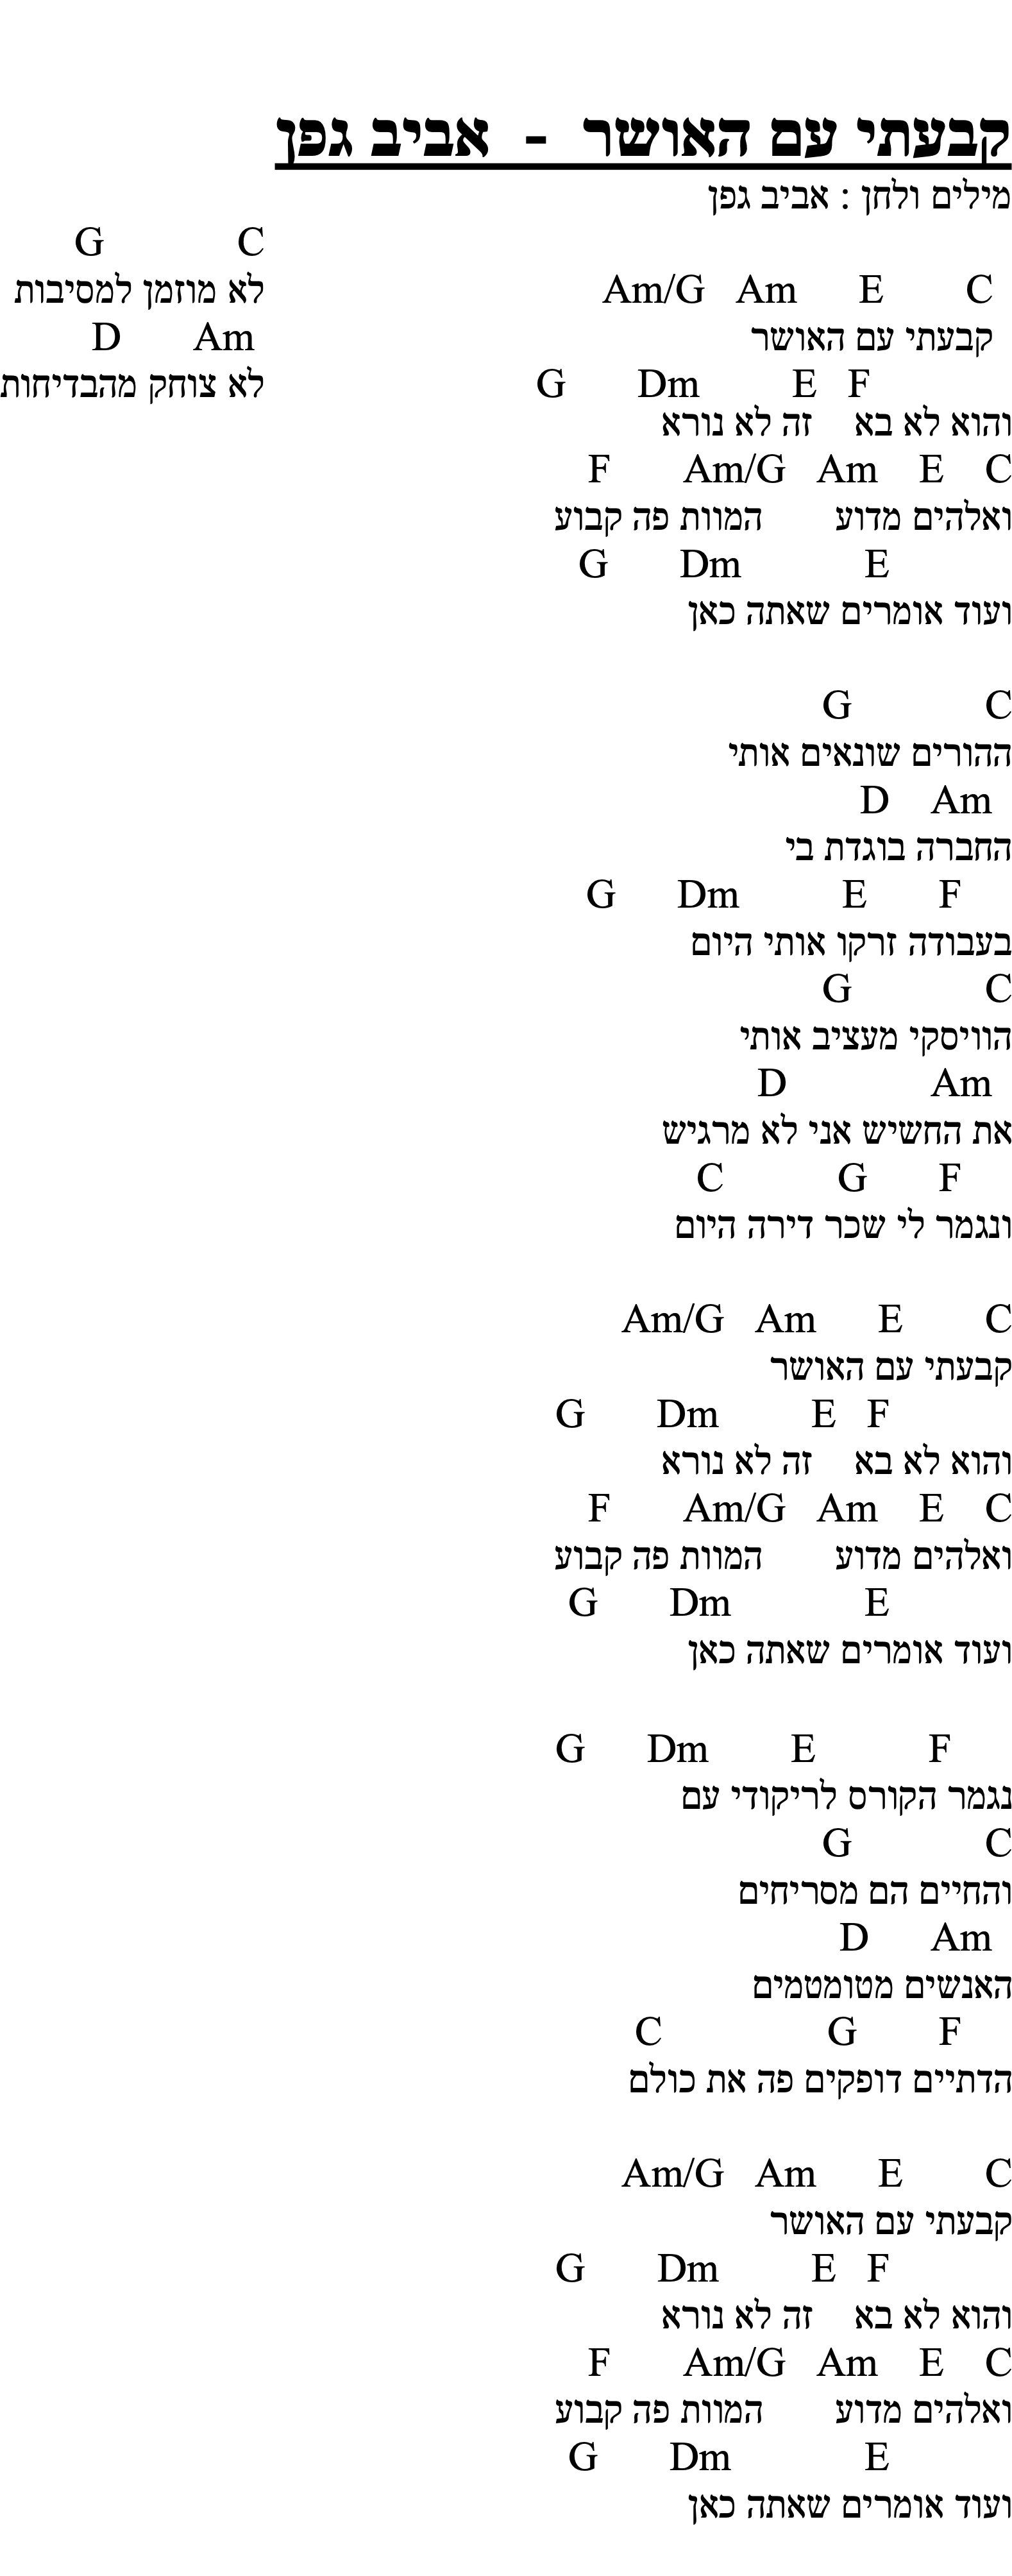 קבעתי עם האושר - אביב גפן
מילים ולחן : אביב גפן
C E Am Am/G
קבעתי עם האושר
F E Dm G
והוא לא בא זה לא נורא
C E Am Am/G F
ואלהים מדוע המוות פה קבוע
E Dm G
ועוד אומרים שאתה כאן
C G
ההורים שונאים אותי
Am D
החברה בוגדת בי
F E Dm G
בעבודה זרקו אותי היום
C G
הוויסקי מעציב אותי
Am D
את החשיש אני לא מרגיש
F G C
ונגמר לי שכר דירה היום
C E Am Am/G
קבעתי עם האושר
F E Dm G
והוא לא בא זה לא נורא
C E Am Am/G F
ואלהים מדוע המוות פה קבוע
E Dm G
ועוד אומרים שאתה כאן
F E Dm G
נגמר הקורס לריקודי עם
C G
והחיים הם מסריחים
Am D
האנשים מטומטמים
F G C
הדתיים דופקים פה את כולם
C E Am Am/G
קבעתי עם האושר
F E Dm G
והוא לא בא זה לא נורא
C E Am Am/G F
ואלהים מדוע המוות פה קבוע
E Dm G
ועוד אומרים שאתה כאן
C G
לא מוזמן למסיבות
Am D
לא צוחק מהבדיחות